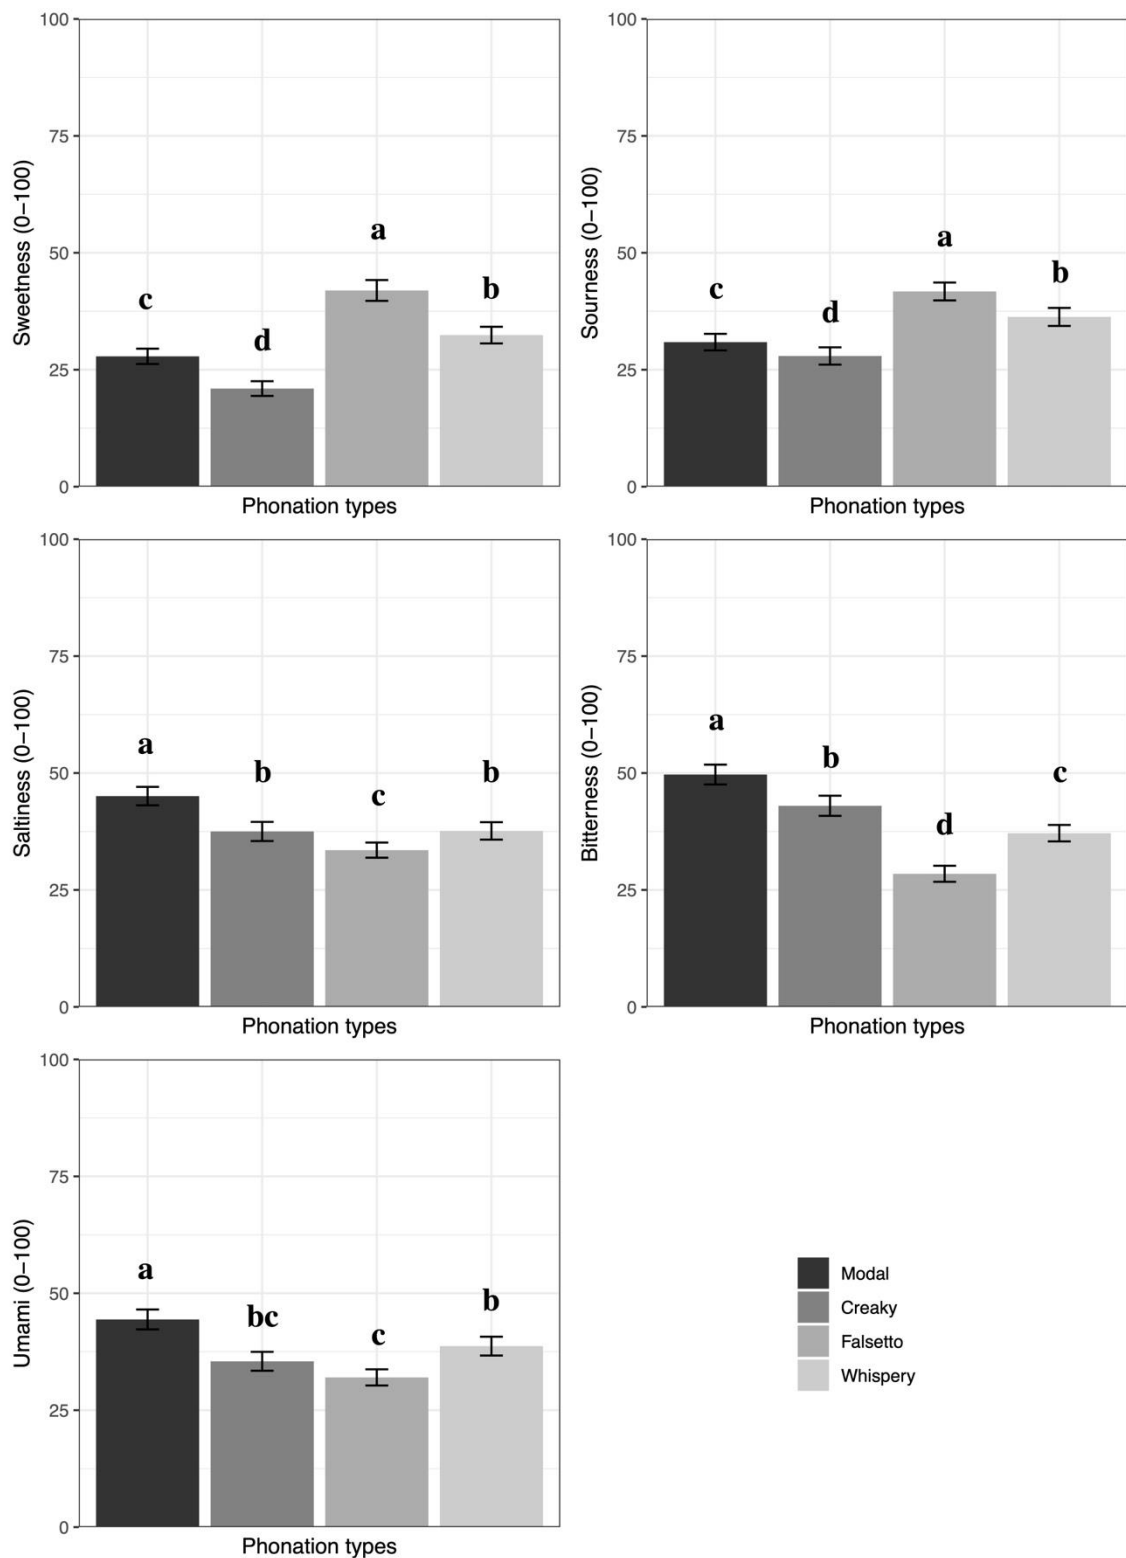 100
75
50
25
0
Sweetness (0–100)
c
d
a
b
Phonation types
100
75
50
25
0
Sourness (0–100)
c
d
a
b
Phonation types
100
75
50
25
0
Saltiness (0–100)
a
b
c
b
Phonation types
100
75
50
25
0
Bitterness (0–100)
a
b
d
c
Phonation types
100
75
50
25
0
Umami (0–100)
a
bc
c
b
Phonation types
Modal
Creaky
Falsetto
Whispery